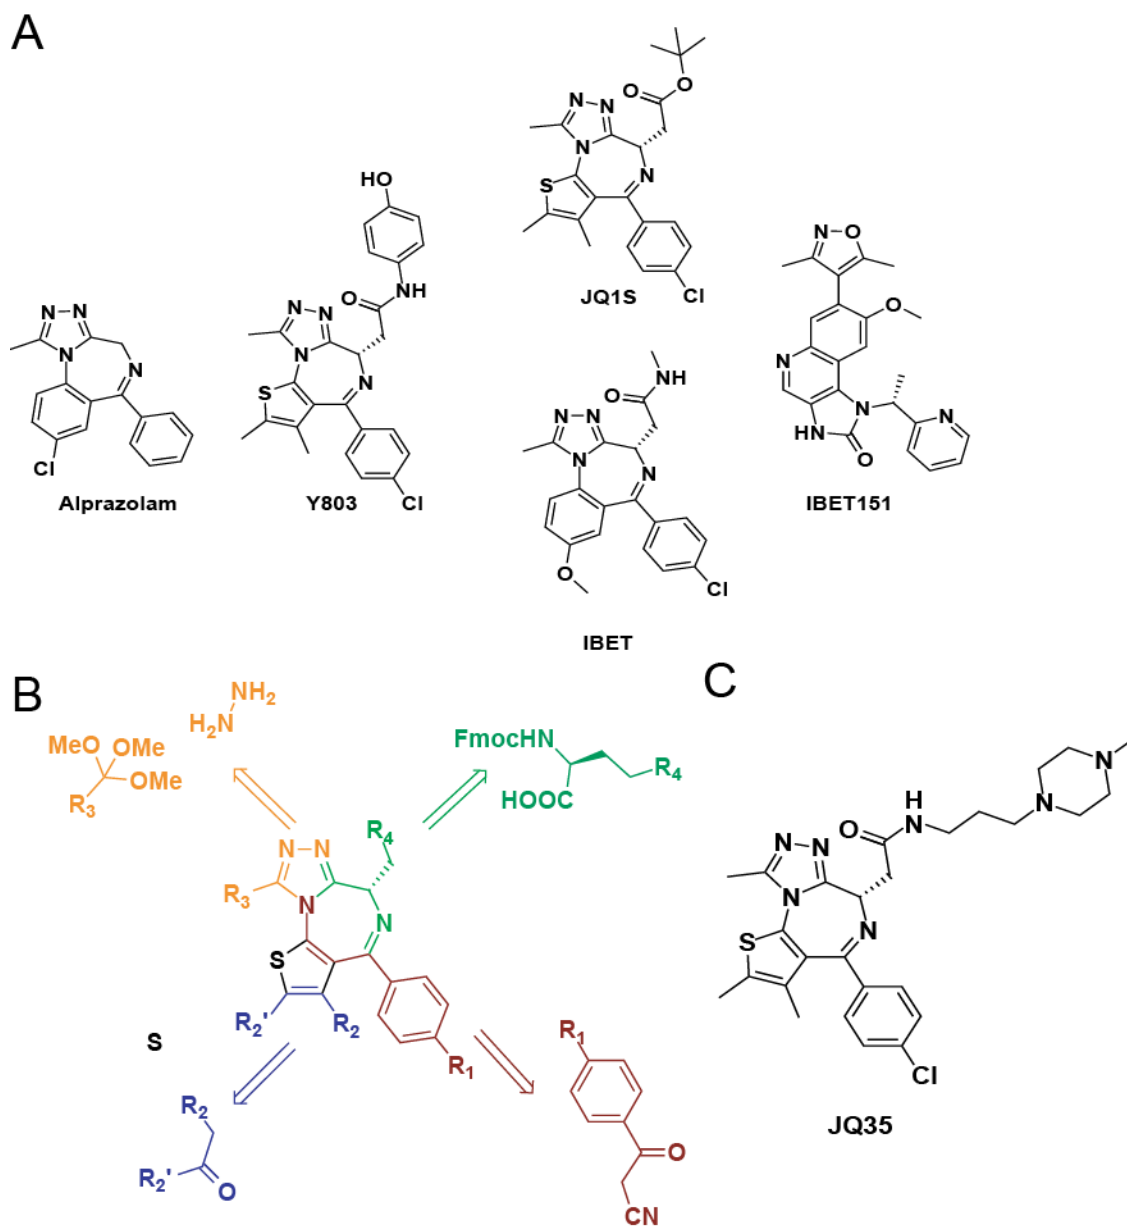 A
N N
N
N
Cl
Alprazolam
HO
O
NH
N N
N
N
S
Cl
Y803
O
O
N N
N
N
S
Cl
JQ1S
NH
O
N N
N
N
O
Cl
IBET
N O
O
N
N
N
HN
O
IBET151
B
NH₂
H₂N
MeO
OMe
OMe
R₃
FmocHN
HOOC
R₄
R₄
N N
R₃
N
N
S
R₂'
R₂
R₁
S
R₂
R₂'
O
R₁
O
CN
C
N
N
H
N
O
N N
N
N
S
Cl
JQ35